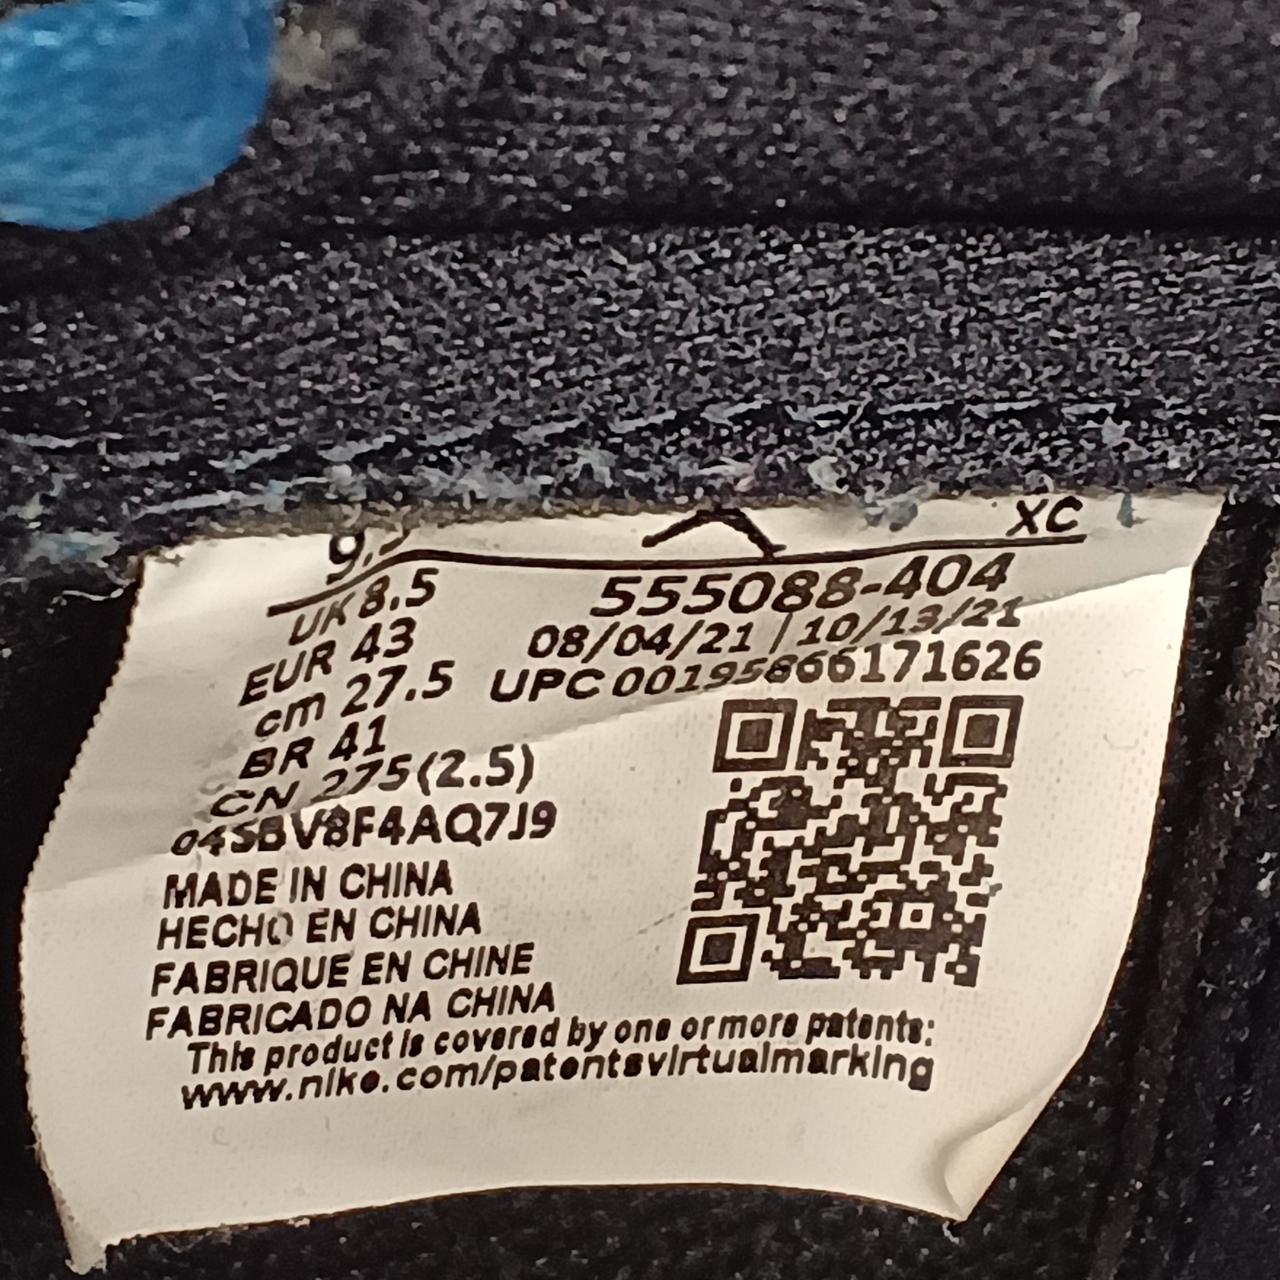 9.5
XC
UK 8.5
555088-404
EUR 43
08/04/21 | 10/13/21
cm 27.5
UPC 00195866171626
BR 41
CN 275(2.5)
04SBV8F4AQ7J9
MADE IN CHINA
HECHO EN CHINA
FABRIQUE EN CHINE
FABRICADO NA CHINA
This product is covered by one or more patents:
www.nike.com/patentsvirtualmarking